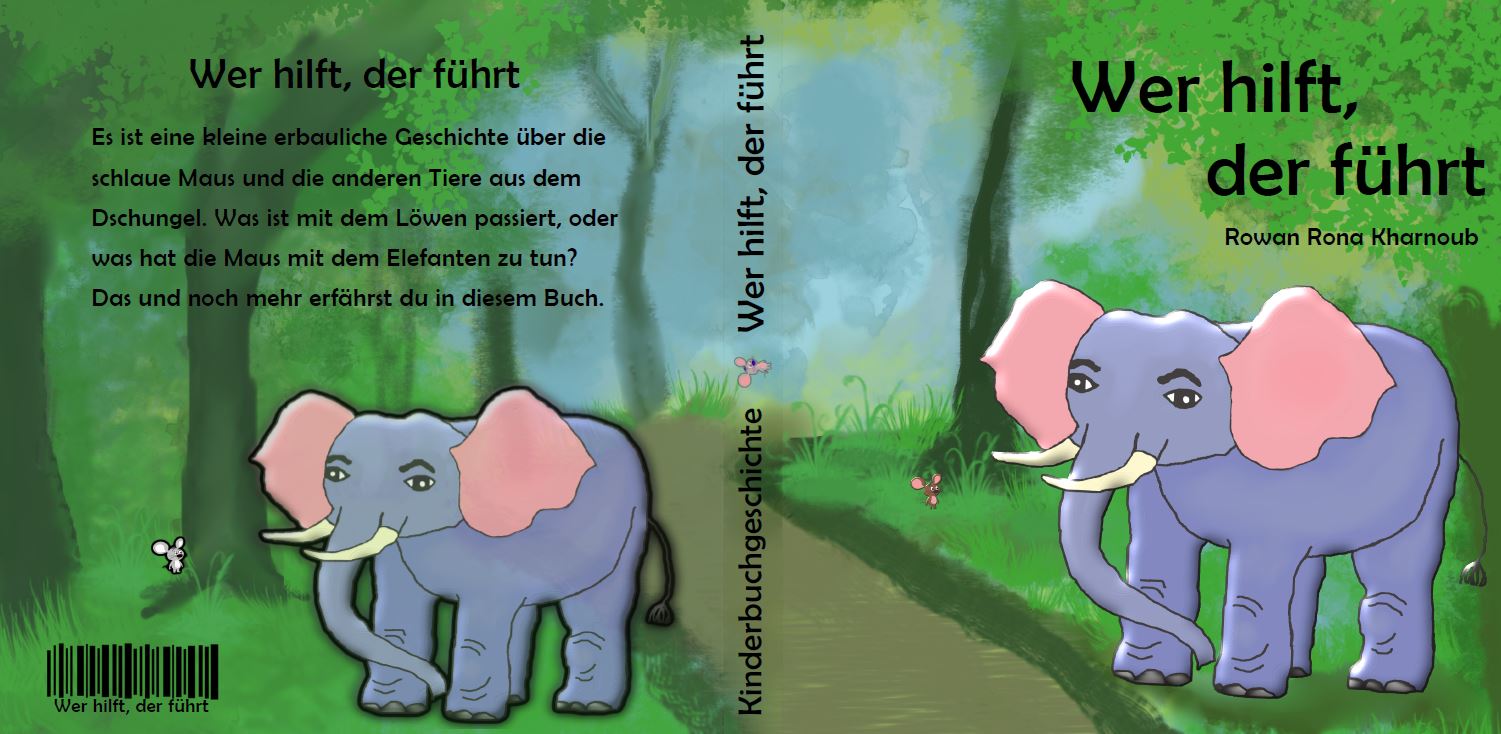 Wer hilft, der führt
Es ist eine kleine erbauliche Geschichte über die
schlaue Maus und die anderen Tiere aus dem
Dschungel. Was ist mit dem Löwen passiert, oder
was hat die Maus mit dem Elefanten zu tun?
Das und noch mehr erfährst du in diesem Buch.
Wer hilft, der führt
Kinderbuchgeschichte Wer hilft, der führt
Wer hilft,
der führt
Rowan Rona Kharnoub